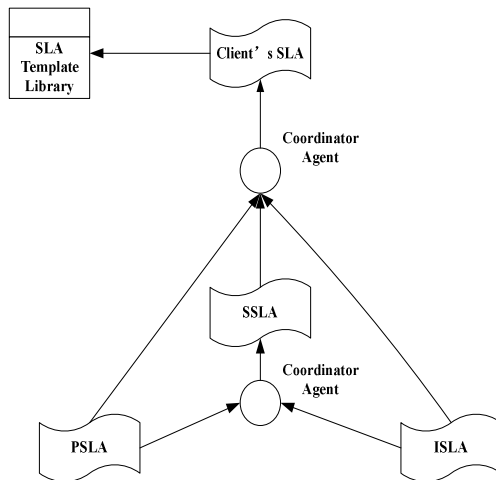 SLA
Template
Library
Client’s SLA
Coordinator
Agent
SSLA
Coordinator
Agent
PSLA
ISLA